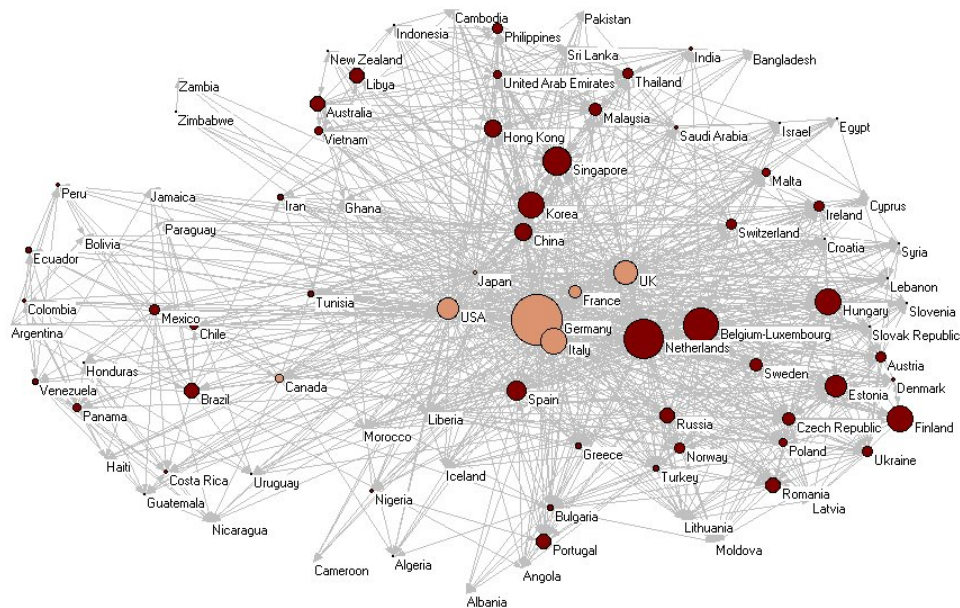 Cambodia
Pakistan
Indonesia
Philippines
New Zealand
Sri Lanka
India
Bangladesh
Libya
United Arab Emirates
Thailand
Zambia
Australia
Malaysia
Zimbabwe
Vietnam
Hong Kong
Saudi Arabia
Israel
Egypt
Singapore
Malta
Peru
Jamaica
Iran
Ghana
Korea
Cyprus
Ireland
Paraguay
Switzerland
Bolivia
China
Croatia
Syria
Ecuador
Japan
UK
Lebanon
Tunisia
France
Colombia
Mexico
USA
Hungary
Slovenia
Argentina
Chile
Germany
Belgium-Luxembourg
Slovak Republic
Italy
Netherlands
Honduras
Austria
Sweden
Venezuela
Canada
Denmark
Brazil
Spain
Estonia
Panama
Liberia
Russia
Czech Republic
Finland
Morocco
Greece
Norway
Poland
Ukraine
Haiti
Costa Rica
Uruguay
Iceland
Turkey
Guatemala
Nigeria
Romania
Latvia
Nicaragua
Bulgaria
Lithuania
Portugal
Moldova
Cameroon
Algeria
Angola
Albania